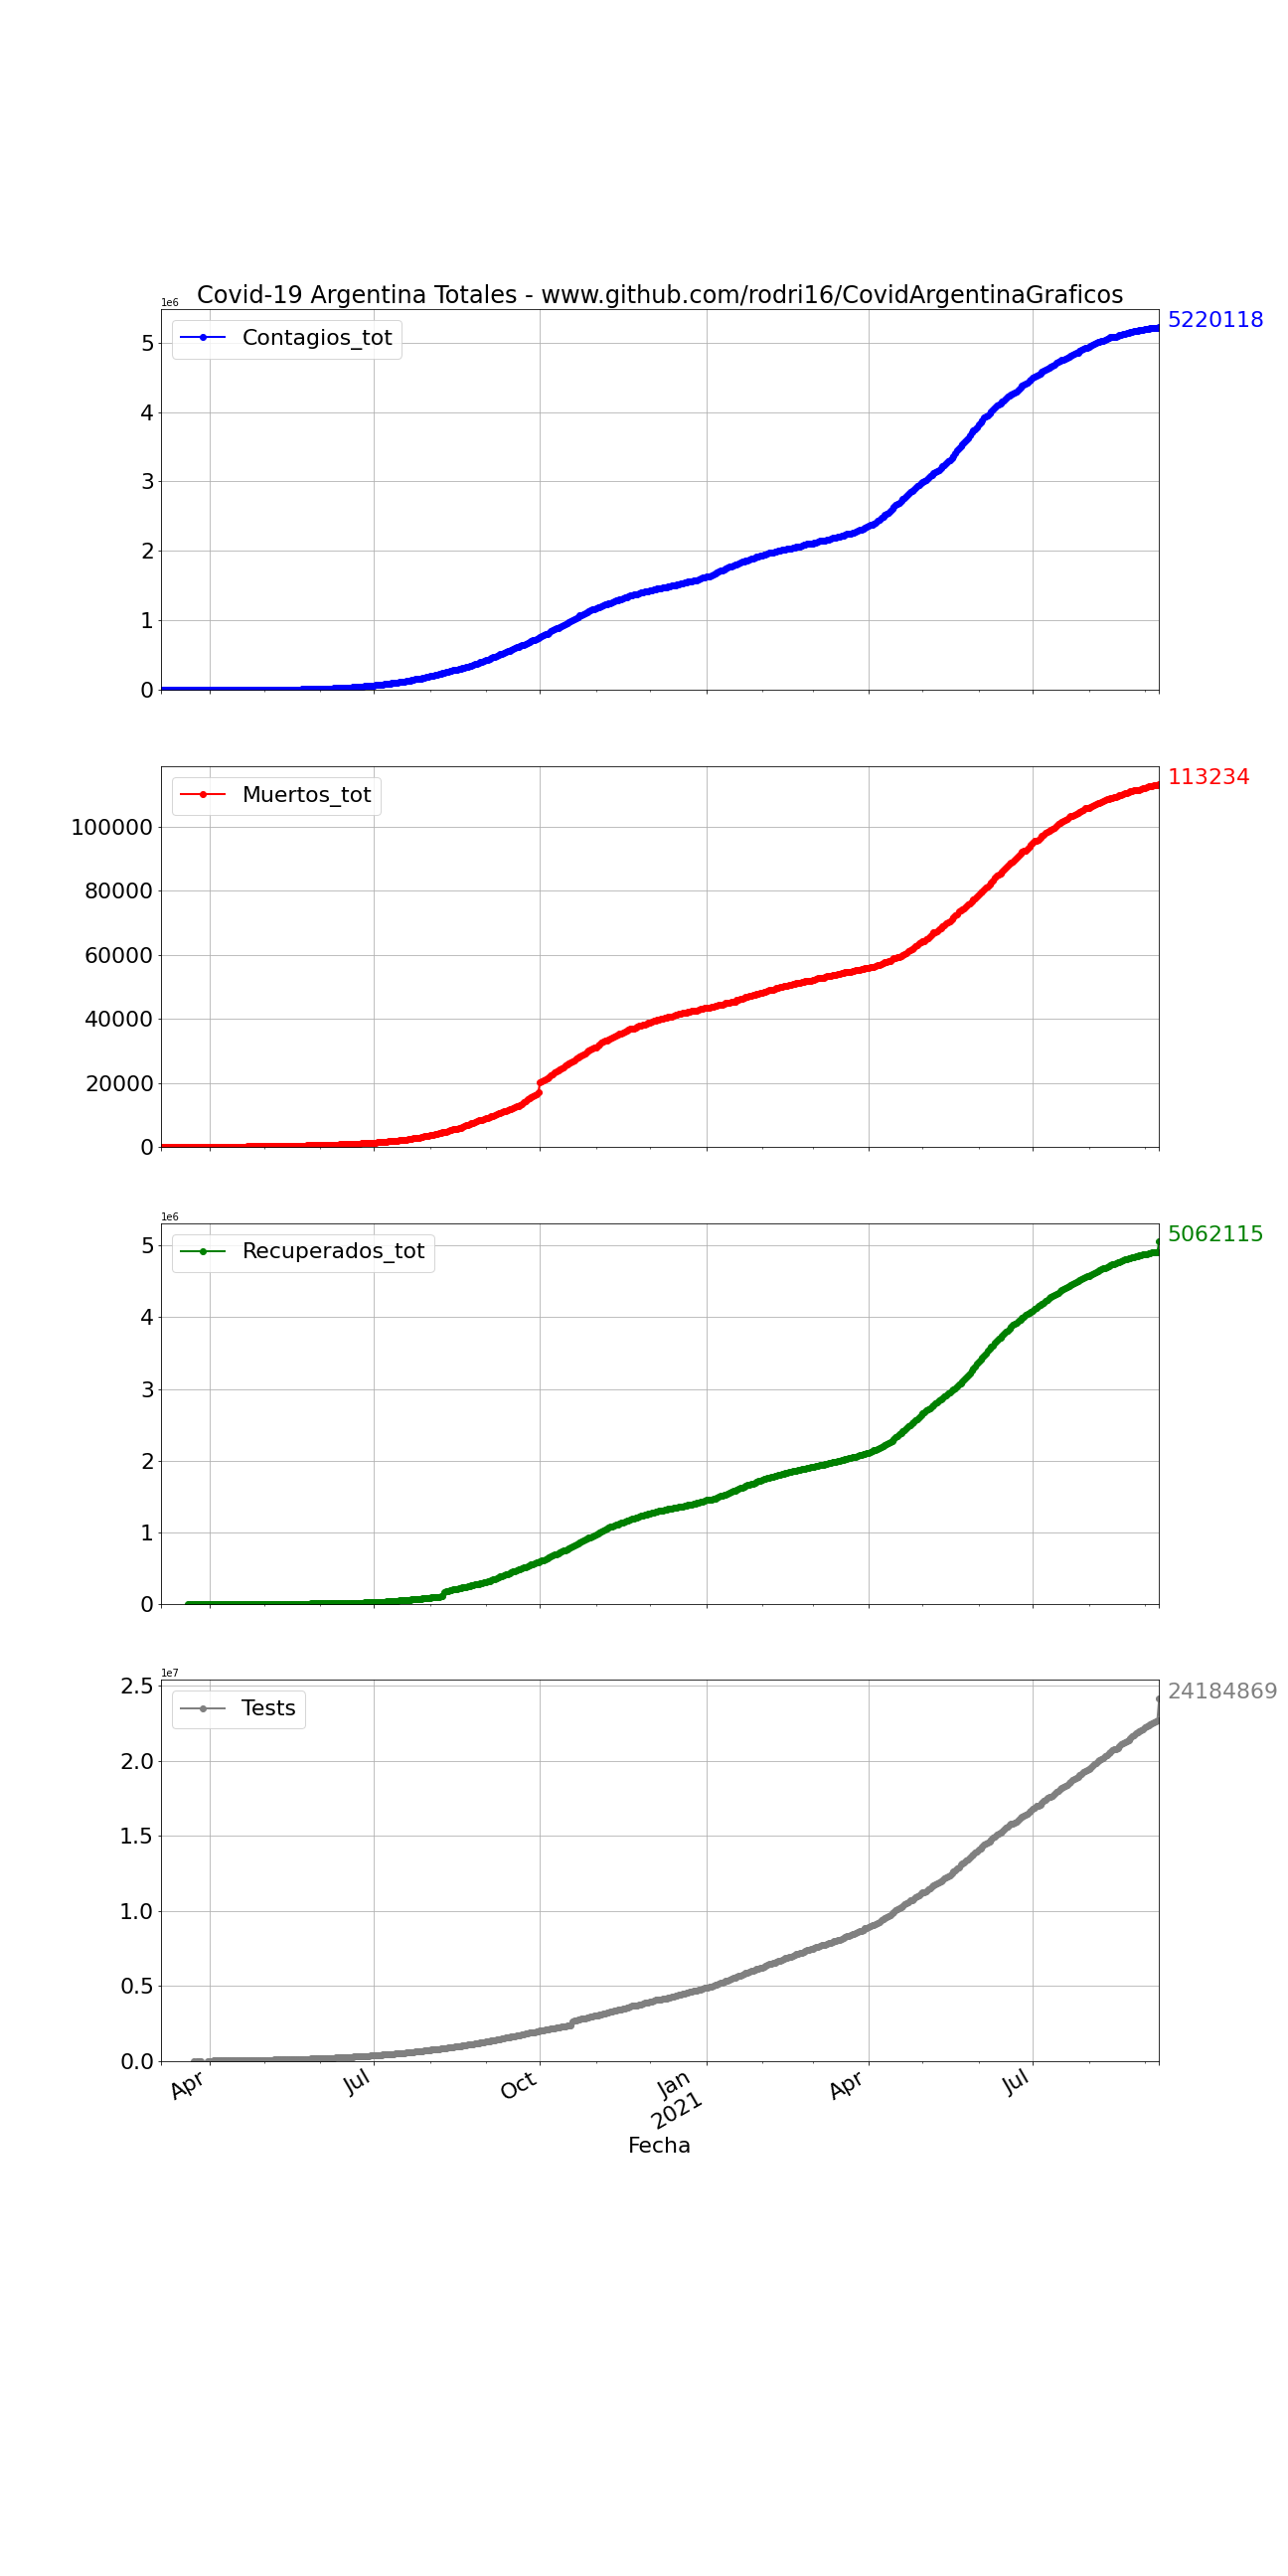 Covid-19 Argentina Totales - www.github.com/rodri16/CovidArgentinaGraficos
1e6
Contagios_tot
5220118
5
4
3
2
1
0
Muertos_tot
113234
100000
80000
60000
40000
20000
0
1e6
Recuperados_tot
5062115
5
4
3
2
1
0
1e7
Tests
24184869
2.5
2.0
1.5
1.0
0.5
0.0
Apr
Jul
Oct
Jan
2021
Apr
Jul
Fecha